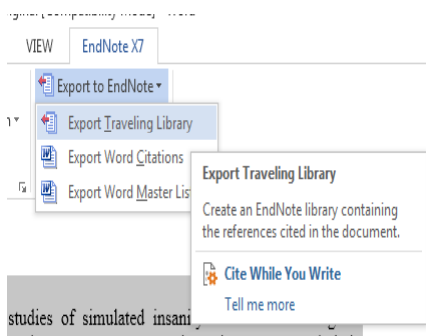 VIEW EndNote X7
Export to EndNote
Export Traveling Library
Export Word Citations
Export Word Master Lis
Export Traveling Library
Create an EndNote library containing
the references cited in the document.
Cite While You Write
Tell me more
studies of simulated insani